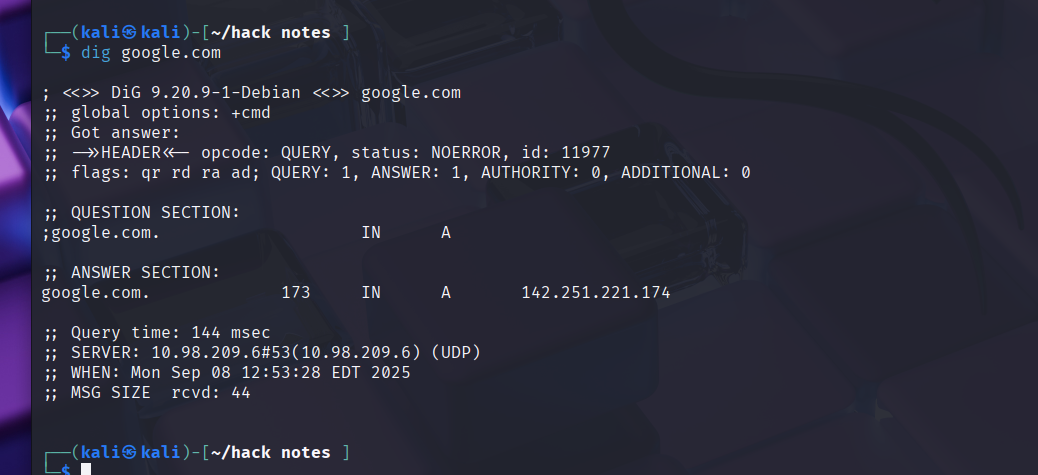 ┌──(kali㉿kali)-[~/hack notes ]
└─$ dig google.com
; <<>> DiG 9.20.9-1-Debian <<>> google.com
;; global options: +cmd
;; Got answer:
;; ->>HEADER<<- opcode: QUERY, status: NOERROR, id: 11977
;; flags: qr rd ra ad; QUERY: 1, ANSWER: 1, AUTHORITY: 0, ADDITIONAL: 0
;; QUESTION SECTION:
;google.com. IN A
;; ANSWER SECTION:
google.com. 173 IN A 142.251.221.174
;; Query time: 144 msec
;; SERVER: 10.98.209.6#53(10.98.209.6) (UDP)
;; WHEN: Mon Sep 08 12:53:28 EDT 2025
;; MSG SIZE rcvd: 44
┌──(kali㉿kali)-[~/hack notes ]
└─$